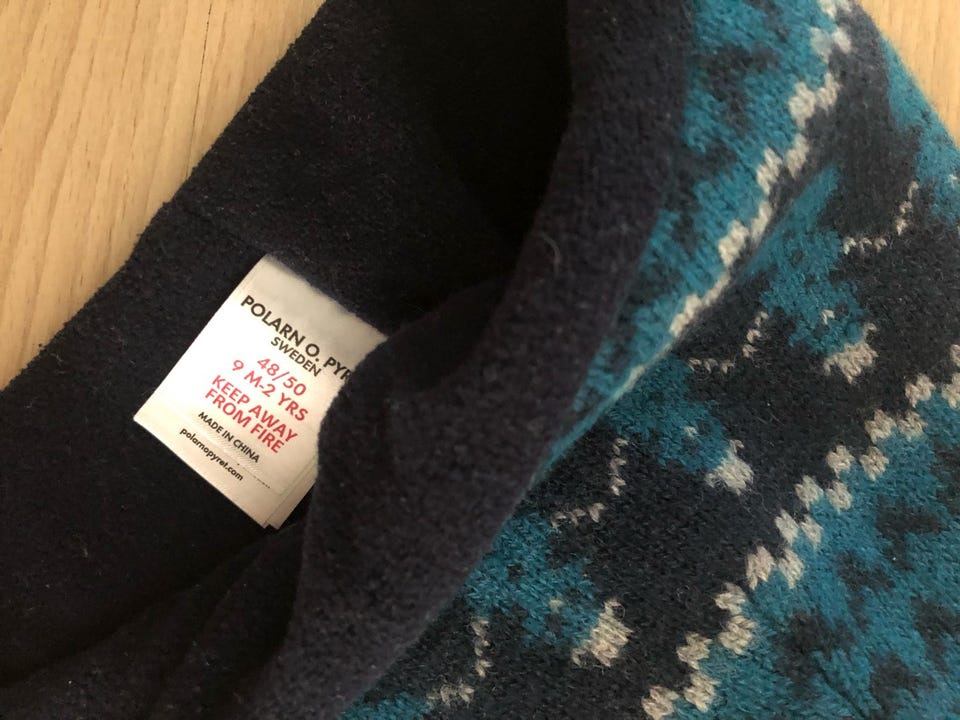 POLARN O. PYR
SWEDEN
48/50
9 M-2 YRS
KEEP AWAY
FROM FIRE
MADE IN CHINA
polarnopyret.com